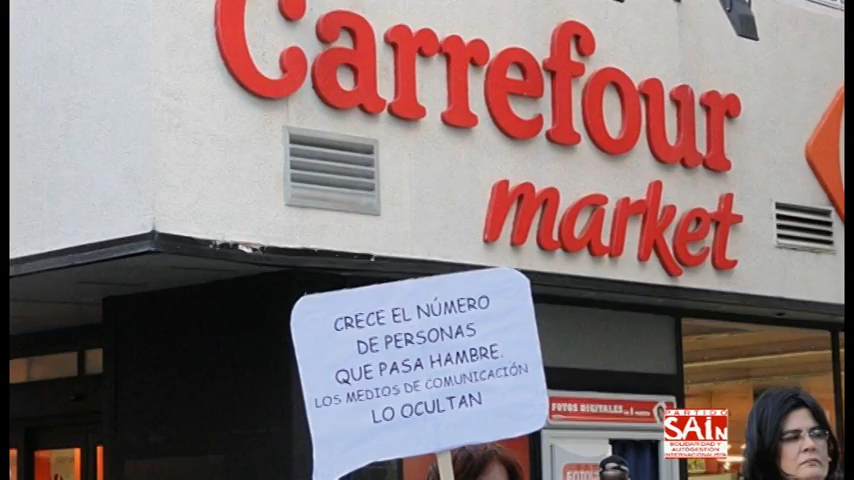 Carrefour
market
CRECE EL NÚMERO
DE PERSONAS
QUE PASA HAMBRE.
LOS MEDIOS DE COMUNICACIÓN
LO OCULTAN
FOTOS DIGITALES
PARTIDO
SAIn
SOLIDARIDAD Y
AUTOGESTIÓN
INTERNACIONALISTA